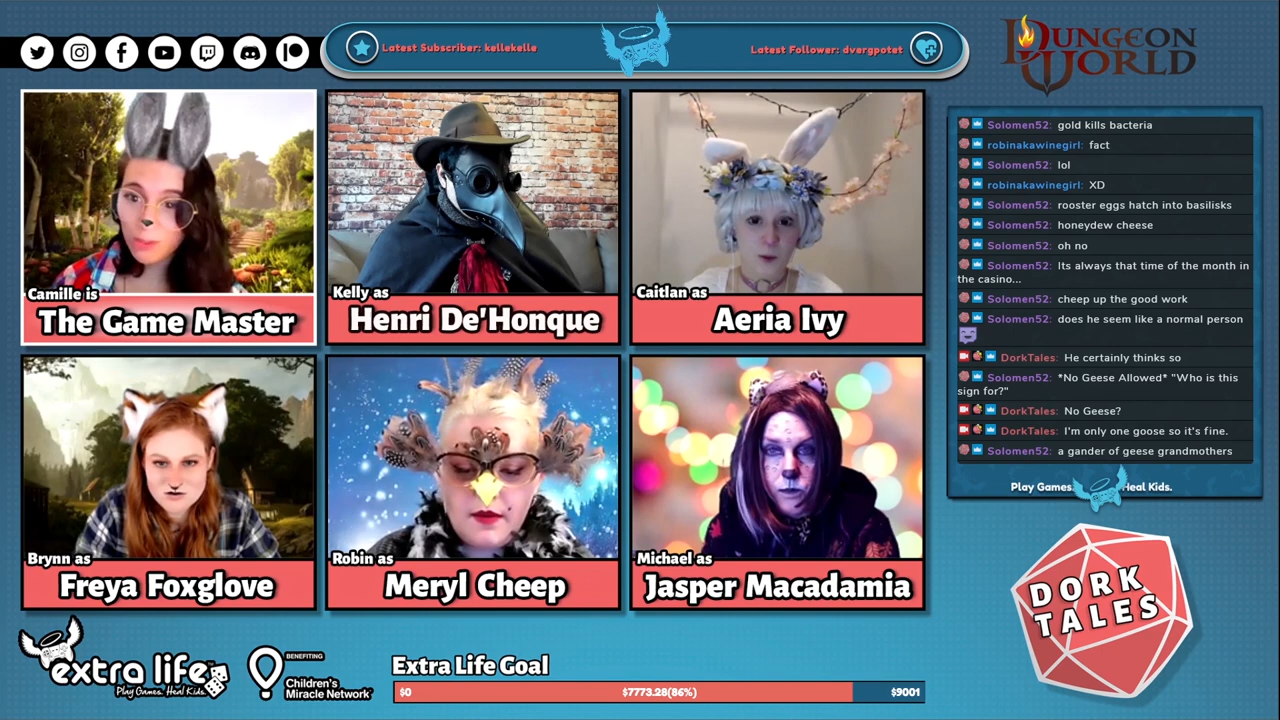 Latest Subscriber: kellekelle
Latest Follower: dvergpotet
DUNGEON
WORLD
Camille is
The Game Master
Kelly as
Henri De'Honque
Caitlan as
Aeria Ivy
Brynn as
Freya Foxglove
Robin as
Meryl Cheep
Michael as
Jasper Macadamia
Solomen52: gold kills bacteria
robinakawinegirl: fact
Solomen52: lol
robinakawinegirl: XD
Solomen52: rooster eggs hatch into basilisks
Solomen52: honeydew cheese
Solomen52: oh no
Solomen52: Its always that time of the month in
the casino...
Solomen52: cheep up the good work
Solomen52: does he seem like a normal person
DorkTales: He certainly thinks so
Solomen52: *No Geese Allowed* "Who is this
sign for?"
DorkTales: No Geese?
DorkTales: I'm only one goose so it's fine.
Solomen52: a gander of geese grandmothers
Play Games. Heal Kids.
DORK
TALES
extra life
Play Games. Heal Kids.
BENEFITING
Children's
Miracle Network
Extra Life Goal
$0 $7773.28(86%) $9001